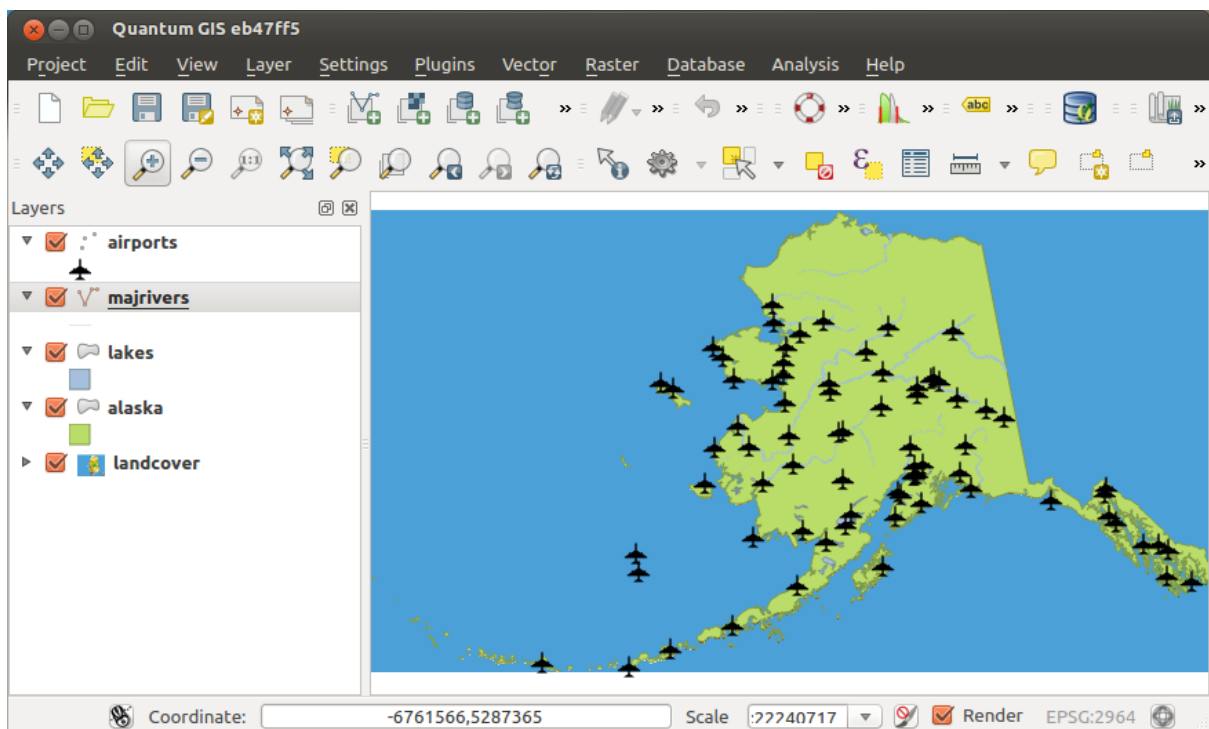 Quantum GIS eb47ff5
Project Edit View Layer Settings Plugins Vector Raster Database Analysis Help
abc
1:1
Layers
airports
majrivers
lakes
alaska
landcover
Coordinate: -6761566,5287365 Scale :22240717 Render EPSG:2964